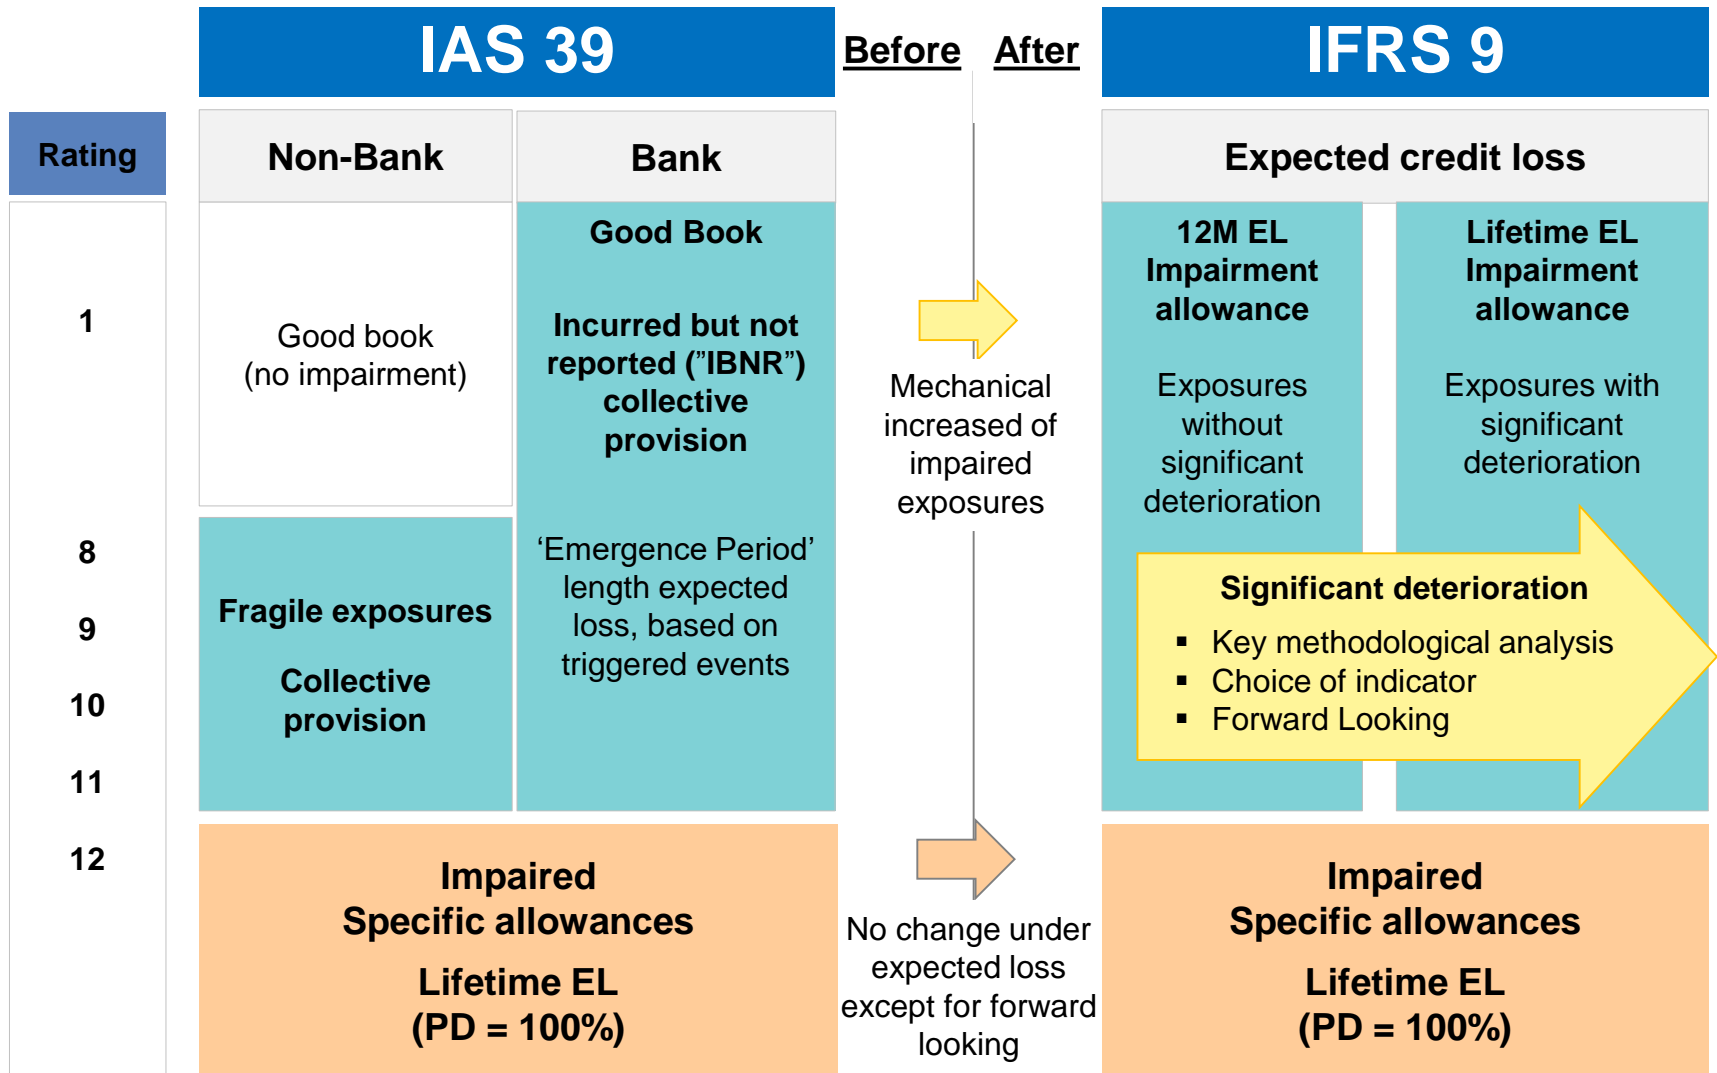 IAS 39
Before
After
IFRS 9
Rating
Non-Bank
Bank
Expected credit loss
1
8
9
10
11
12
Good book
(no impairment)
Fragile exposures
Collective
provision
Good Book
Incurred but not
reported ("IBNR")
collective
provision
‘Emergence Period’
length expected
loss, based on
triggered events
Mechanical
increased of
impaired
exposures
12M EL
Impairment
allowance
Exposures
without
significant
deterioration
Lifetime EL
Impairment
allowance
Exposures with
significant
deterioration
Significant deterioration
▪ Key methodological analysis
▪ Choice of indicator
▪ Forward Looking
Impaired
Specific allowances
Lifetime EL
(PD = 100%)
No change under
expected loss
except for forward
looking
Impaired
Specific allowances
Lifetime EL
(PD = 100%)